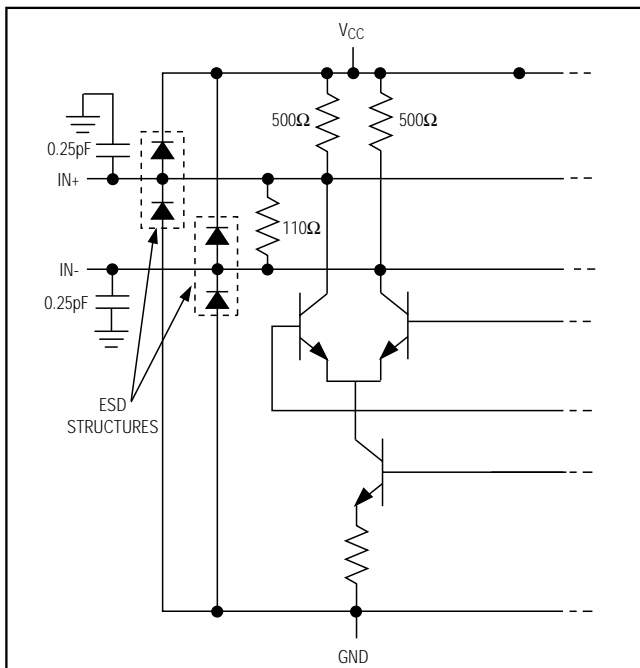 VCC
500Ω 500Ω
0.25pF
IN+
110Ω
IN-
0.25pF
ESD
STRUCTURES
GND